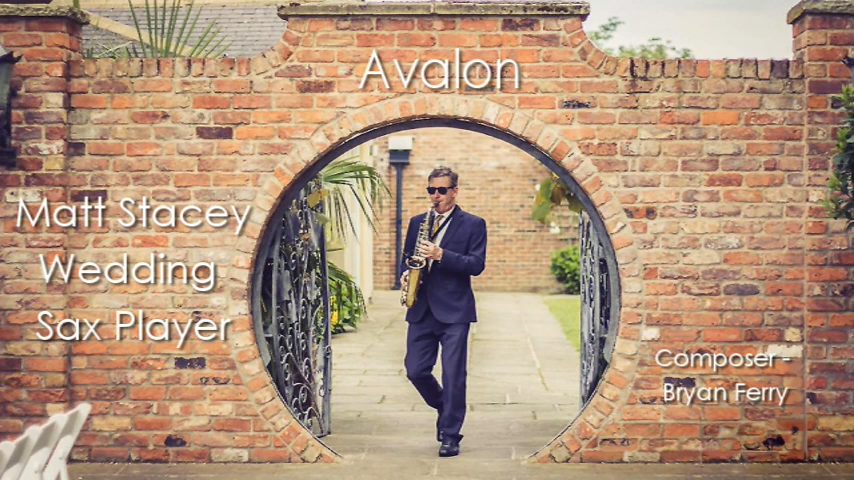 Avalon
Matt Stacey
Wedding
Sax Player
Composer -
Bryan Ferry